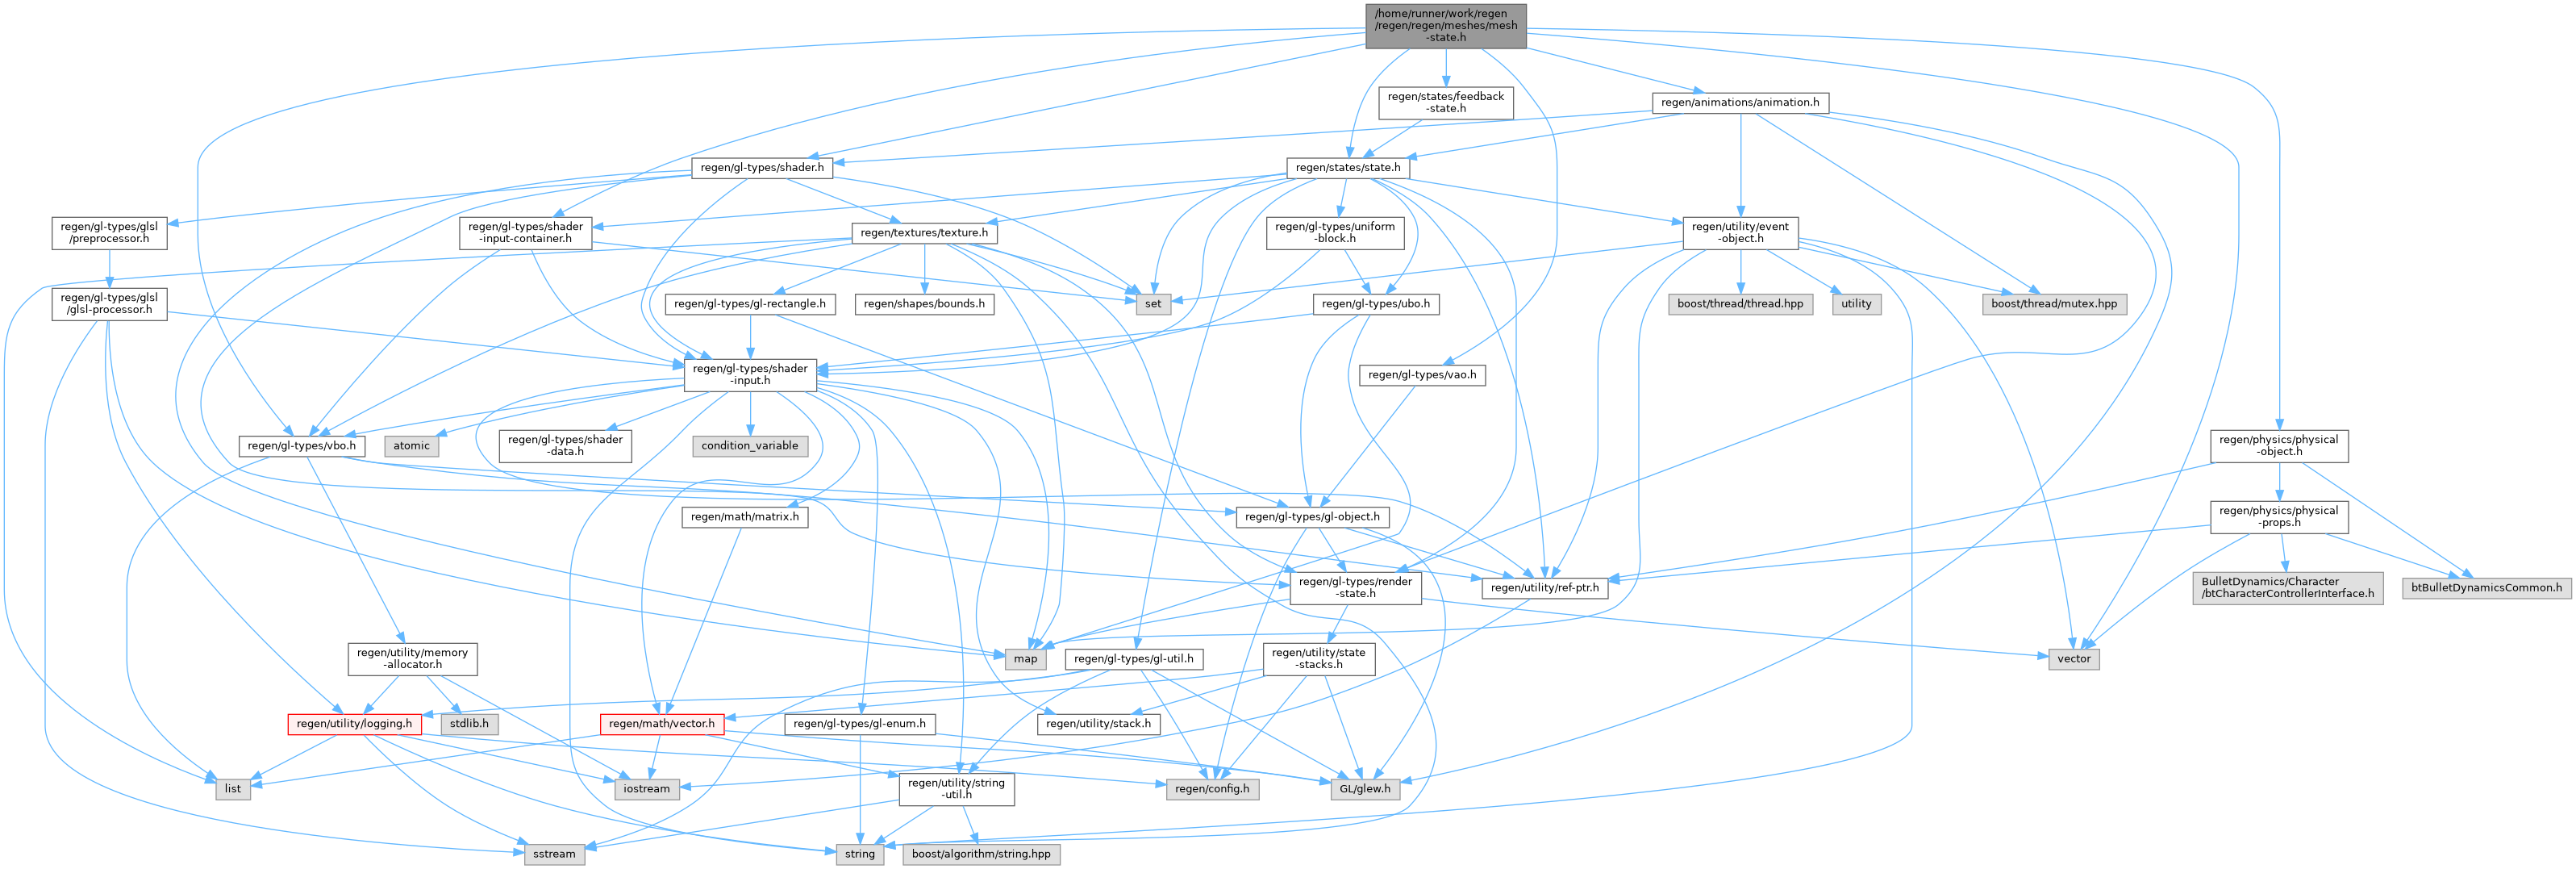 /home/runner/work/regen
/regen/regen/meshes/mesh
-state.h
regen/states/feedback
-state.h
regen/animations/animation.h
regen/gl-types/shader.h
regen/states/state.h
regen/gl-types/glsl
/preprocessor.h
regen/gl-types/shader
-input-container.h
regen/textures/texture.h
regen/gl-types/uniform
-block.h
regen/utility/event
-object.h
regen/gl-types/glsl
/glsl-processor.h
regen/gl-types/gl-rectangle.h
regen/shapes/bounds.h
set
regen/gl-types/ubo.h
boost/thread/thread.hpp
utility
boost/thread/mutex.hpp
regen/gl-types/shader
-input.h
regen/gl-types/vao.h
regen/gl-types/vbo.h
atomic
regen/gl-types/shader
-data.h
condition_variable
regen/physics/physical
-object.h
regen/math/matrix.h
regen/gl-types/gl-object.h
regen/physics/physical
-props.h
regen/gl-types/render
-state.h
regen/utility/ref-ptr.h
BulletDynamics/Character
/btCharacterControllerInterface.h
btBulletDynamicsCommon.h
regen/utility/memory
-allocator.h
map
regen/gl-types/gl-util.h
regen/utility/state
-stacks.h
vector
regen/utility/logging.h
stdlib.h
regen/math/vector.h
regen/gl-types/gl-enum.h
regen/utility/stack.h
list
iostream
regen/utility/string
-util.h
regen/config.h
GL/glew.h
sstream
string
boost/algorithm/string.hpp